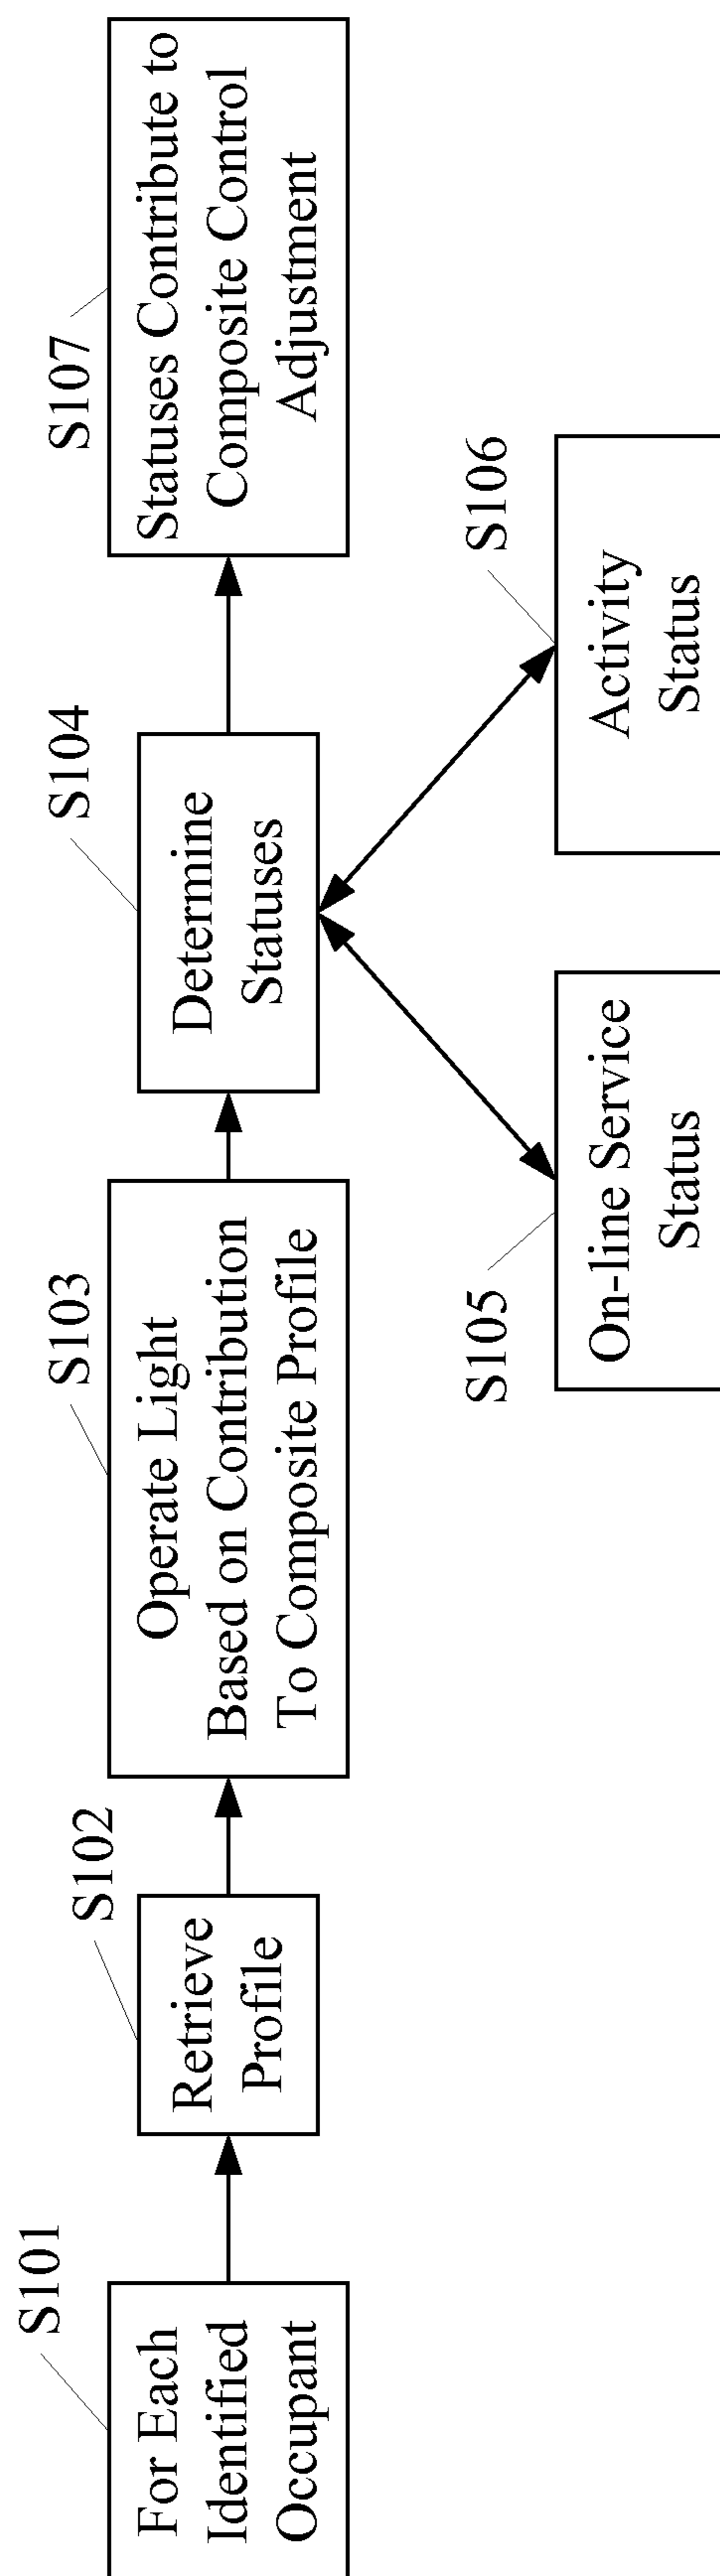 S101
For Each
Identified
Occupant
S102
Retrieve
Profile
S103
Operate Light
Based on Contribution
To Composite Profile
S104
Determine
Statuses
S107
Statuses Contribute to
Composite Control
Adjustment
S105
On-line Service
Status
S106
Activity
Status